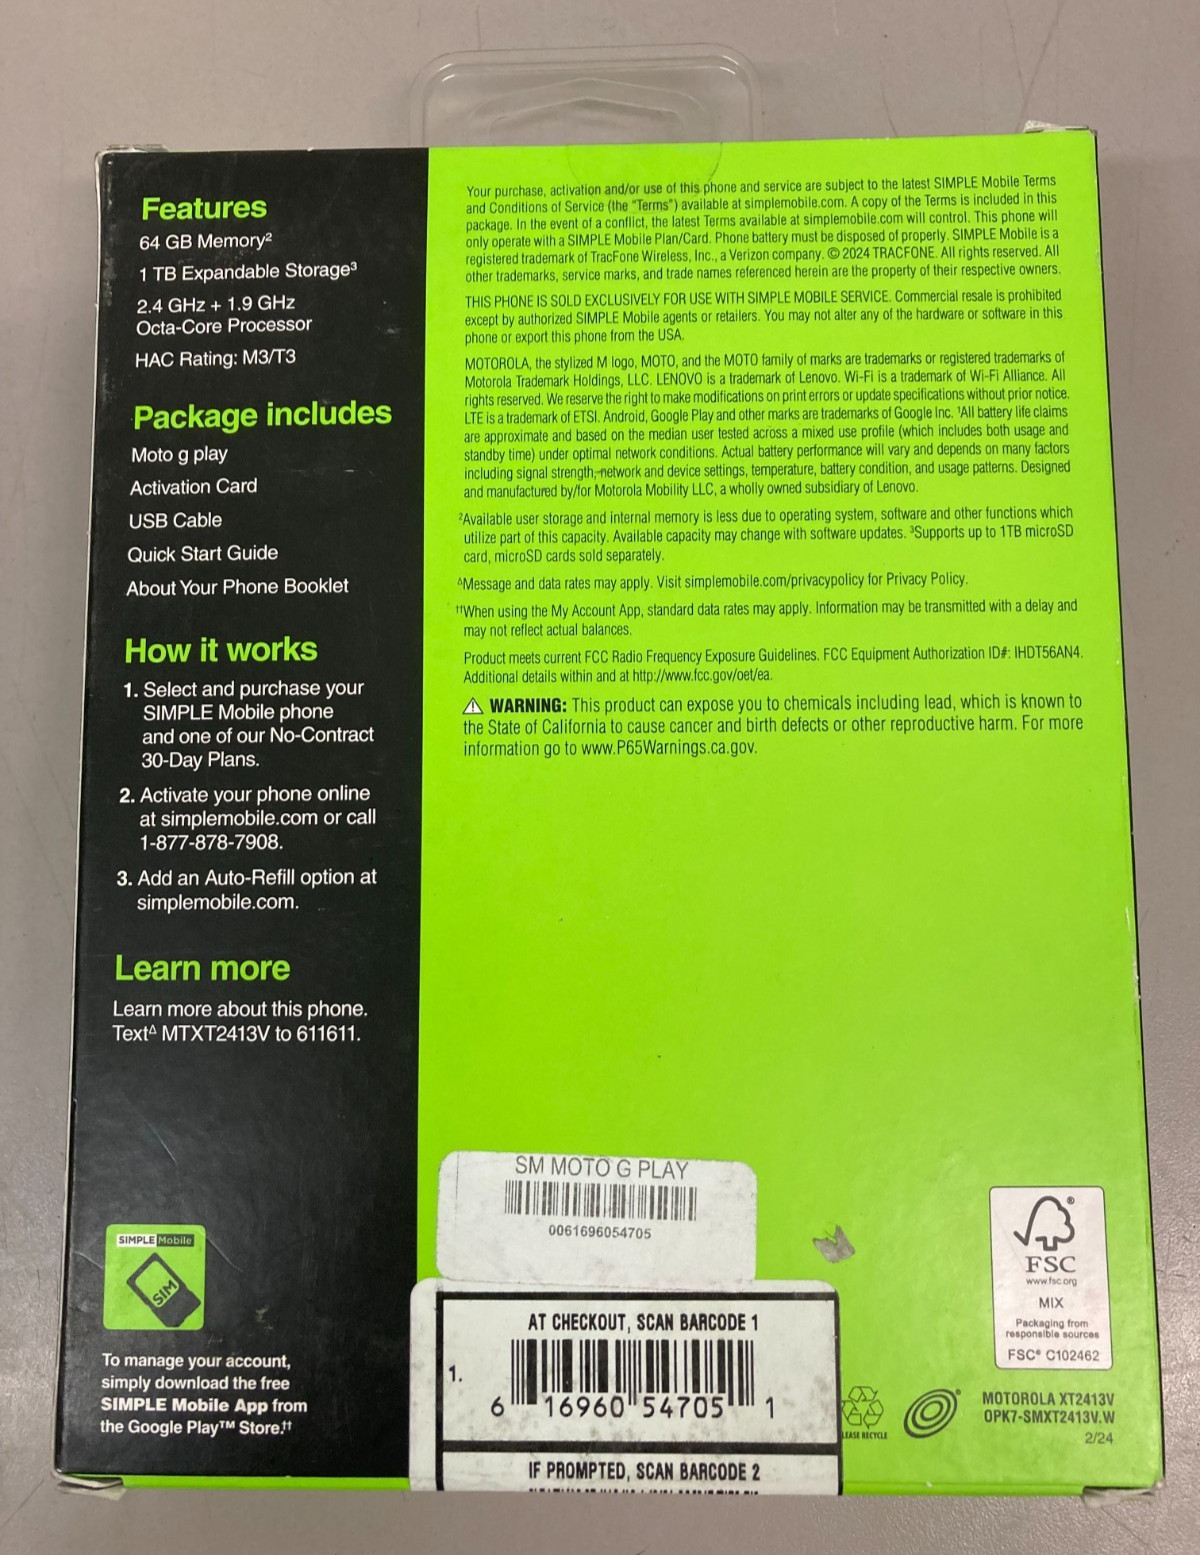 Features
64 GB Memory²
1 TB Expandable Storage³
2.4 GHz + 1.9 GHz
Octa-Core Processor
HAC Rating: M3/T3
Package includes
Moto g play
Activation Card
USB Cable
Quick Start Guide
About Your Phone Booklet
How it works
1. Select and purchase your
SIMPLE Mobile phone
and one of our No-Contract
30-Day Plans.
2. Activate your phone online
at simplemobile.com or call
1-877-878-7908.
3. Add an Auto-Refill option at
simplemobile.com.
Learn more
Learn more about this phone.
Text∆ MTXT2413V to 611611.
SIMPLE Mobile
SIM
To manage your account,
simply download the free
SIMPLE Mobile App from
the Google Play™ Store.††
Your purchase, activation and/or use of this phone and service are subject to the latest SIMPLE Mobile Terms
and Conditions of Service (the "Terms") available at simplemobile.com. A copy of the Terms is included in this
package. In the event of a conflict, the latest Terms available at simplemobile.com will control. This phone will
only operate with a SIMPLE Mobile Plan/Card. Phone battery must be disposed of properly. SIMPLE Mobile is a
registered trademark of TracFone Wireless, Inc., a Verizon company. © 2024 TRACFONE. All rights reserved. All
other trademarks, service marks, and trade names referenced herein are the property of their respective owners.
THIS PHONE IS SOLD EXCLUSIVELY FOR USE WITH SIMPLE MOBILE SERVICE. Commercial resale is prohibited
except by authorized SIMPLE Mobile agents or retailers. You may not alter any of the hardware or software in this
phone or export this phone from the USA.
MOTOROLA, the stylized M logo, MOTO, and the MOTO family of marks are trademarks or registered trademarks of
Motorola Trademark Holdings, LLC. LENOVO is a trademark of Lenovo. Wi-Fi is a trademark of Wi-Fi Alliance. All
rights reserved. We reserve the right to make modifications on print errors or update specifications without prior notice.
LTE is a trademark of ETSI. Android, Google Play and other marks are trademarks of Google Inc. ¹All battery life claims
are approximate and based on the median user tested across a mixed use profile (which includes both usage and
standby time) under optimal network conditions. Actual battery performance will vary and depends on many factors
including signal strength, network and device settings, temperature, battery condition, and usage patterns. Designed
and manufactured by/for Motorola Mobility LLC, a wholly owned subsidiary of Lenovo.
²Available user storage and internal memory is less due to operating system, software and other functions which
utilize part of this capacity. Available capacity may change with software updates. ³Supports up to 1TB microSD
card, microSD cards sold separately.
∆Message and data rates may apply. Visit simplemobile.com/privacypolicy for Privacy Policy.
††When using the My Account App, standard data rates may apply. Information may be transmitted with a delay and
may not reflect actual balances.
Product meets current FCC Radio Frequency Exposure Guidelines. FCC Equipment Authorization ID#: IHDT56AN4.
Additional details within and at http://www.fcc.gov/oet/ea.
⚠ WARNING: This product can expose you to chemicals including lead, which is known to
the State of California to cause cancer and birth defects or other reproductive harm. For more
information go to www.P65Warnings.ca.gov.
SM MOTO G PLAY
0061696054705
AT CHECKOUT, SCAN BARCODE 1
1.
6 16960 54705 1
IF PROMPTED, SCAN BARCODE 2
LEASE RECYCLE
FSC®
www.fsc.org
MIX
Packaging from
responsible sources
FSC® C102462
MOTOROLA XT2413V
OPK7-SMXT2413V.W
2/24